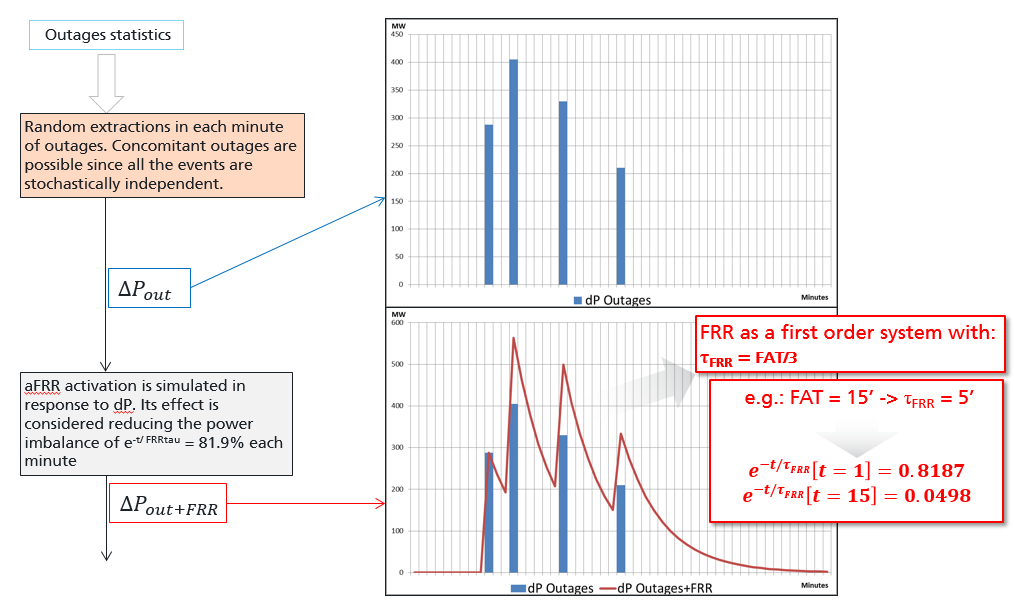 Outages statistics
Random extractions in each minute
of outages. Concomitant outages are
possible since all the events are
stochastically independent.
ΔP_out
aFRR activation is simulated in
response to dP. Its effect is
considered reducing the power
imbalance of e^-t/ FRRtau = 81.9% each
minute
ΔP_out+FRR
MW
450
400
350
300
250
200
150
100
50
0
dP Outages
Minutes
MW
600
500
400
300
200
100
0
dP Outages dP Outages+FRR
Minutes
FRR as a first order system with:
τ_FRR = FAT/3
e.g.: FAT = 15’ -> τ_FRR = 5’
e^−t/τ_FRR[t = 1] = 0.8187
e^−t/τ_FRR[t = 15] = 0.0498